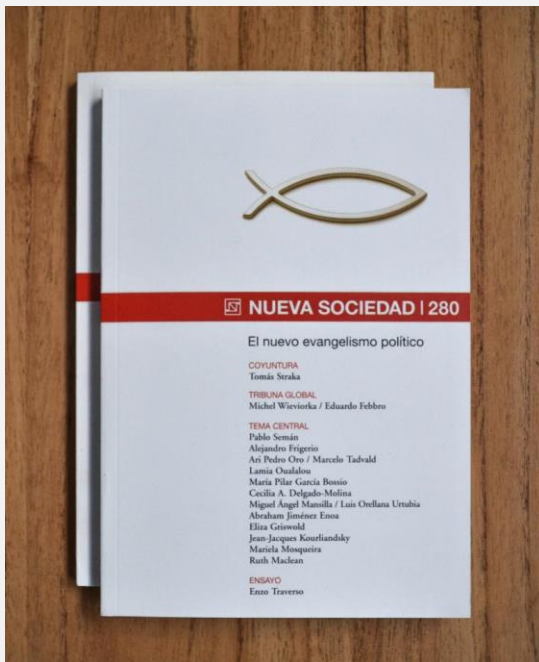 NUEVA SOCIEDAD | 280
El nuevo evangelismo político
COYUNTURA
Tomás Straka
TRIBUNA GLOBAL
Michel Wieviorka / Eduardo Febbro
TEMA CENTRAL
Pablo Semán
Alejandro Frigerio
Ari Pedro Oro / Marcelo Tadvald
Lamia Oualalou
María Pilar García Bossio
Cecilia A. Delgado-Molina
Miguel Ángel Mansilla / Luis Orellana Urtubia
Abraham Jiménez Enoa
Eliza Griswold
Jean-Jacques Kourliandsky
Mariela Mosqueira
Ruth Maclean
ENSAYO
Enzo Traverso